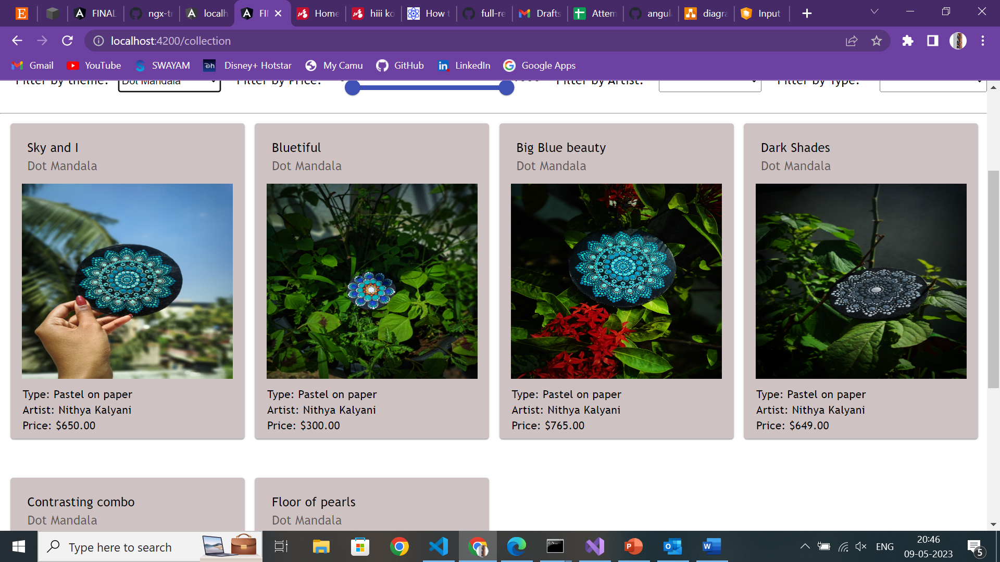 FINAL
ngx-tr
localh
FI
Home
hiii ko
How t
full-re
Drafts
Attem
angul
diagra
Input
localhost:4200/collection
Gmail
YouTube
SWAYAM
Disney+ Hotstar
My Camu
GitHub
LinkedIn
Google Apps
Filter by theme:
Dot Mandala
Filter by Price:
Filter by Artist:
Filter by Type:
Sky and I
Dot Mandala
Type: Pastel on paper
Artist: Nithya Kalyani
Price: $650.00
Bluetiful
Dot Mandala
Type: Pastel on paper
Artist: Nithya Kalyani
Price: $300.00
Big Blue beauty
Dot Mandala
Type: Pastel on paper
Artist: Nithya Kalyani
Price: $765.00
Dark Shades
Dot Mandala
Type: Pastel on paper
Artist: Nithya Kalyani
Price: $649.00
Contrasting combo
Dot Mandala
Floor of pearls
Dot Mandala
Type here to search
ENG
20:46
09-05-2023
5